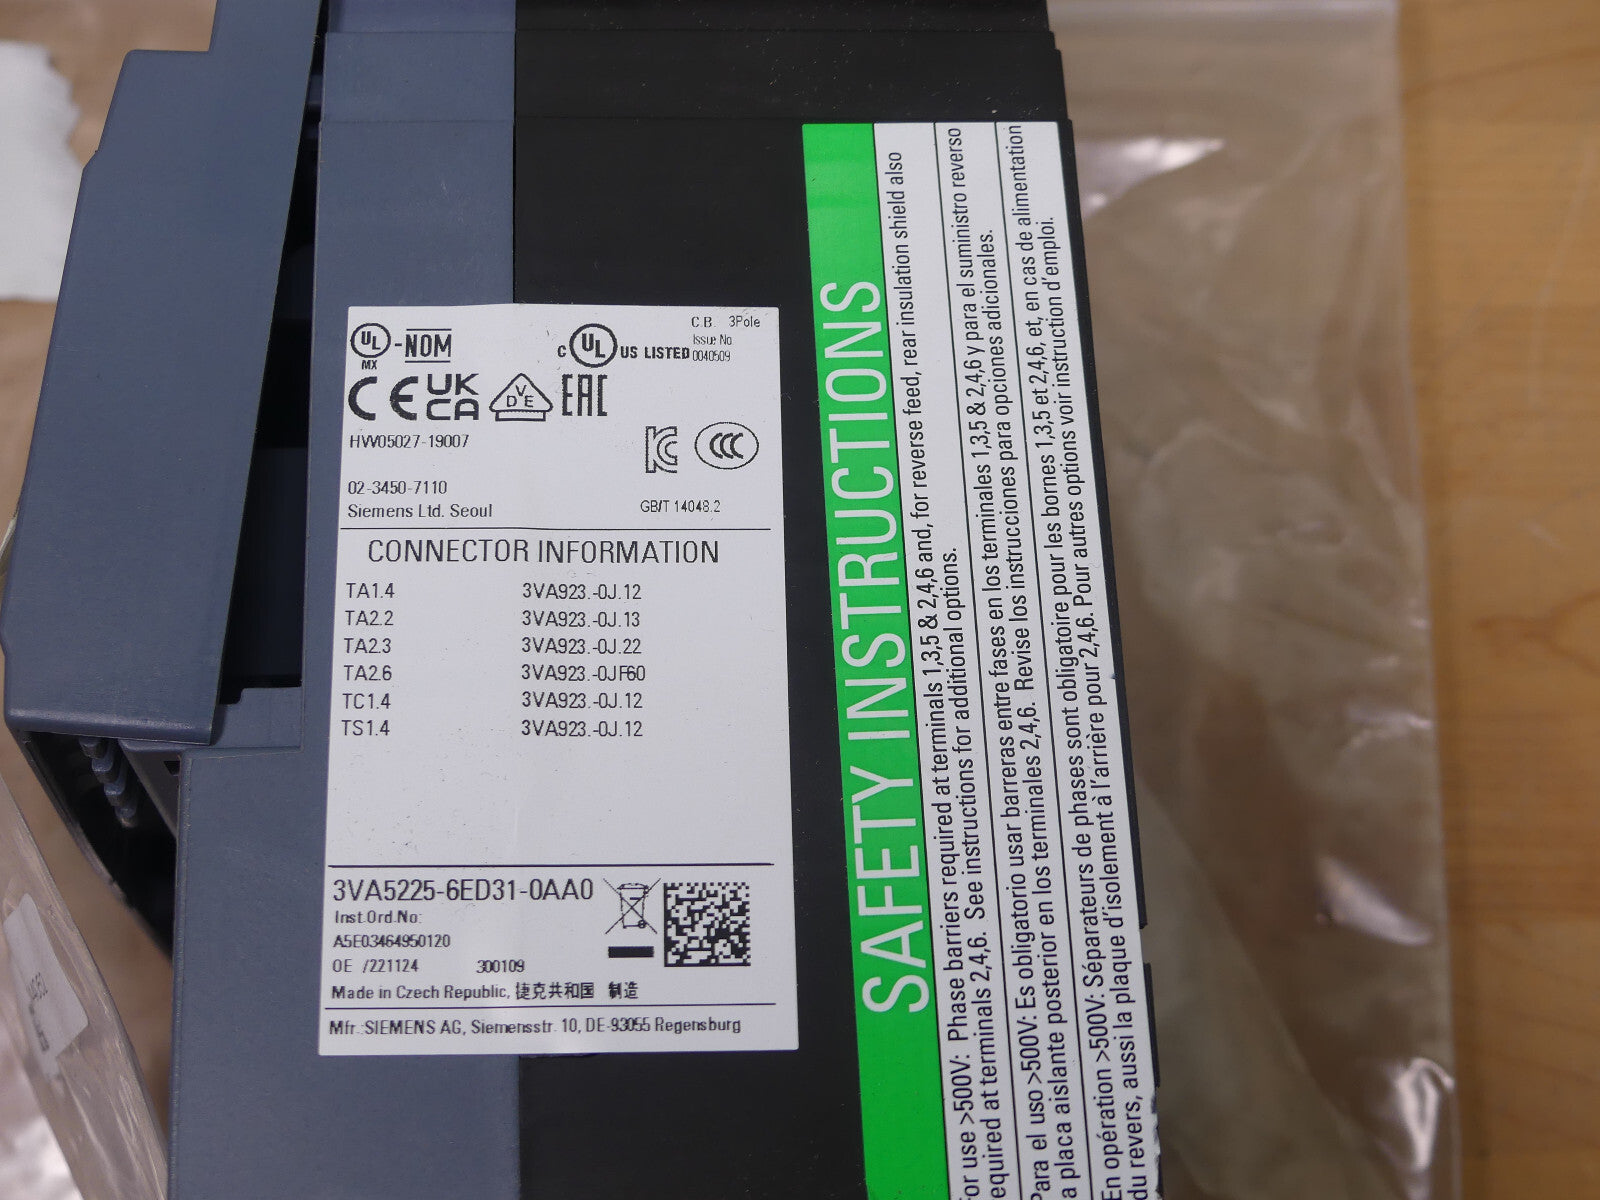 UL
MX
-NOM
C UL US LISTED
C.B. 3Pole
Issue No
0040509
CE UK CA VDE EAC
HW05027-19007
KC CCC
02-3450-7110
Siemens Ltd. Seoul
GB/T 14048.2
CONNECTOR INFORMATION
TA1.4 3VA923.-0J.12
TA2.2 3VA923.-0J.13
TA2.3 3VA923.-0J.22
TA2.6 3VA923.-0JF60
TC1.4 3VA923.-0J.12
TS1.4 3VA923.-0J.12
3VA5225-6ED31-0AA0
Inst.Ord.No:
A5E03464950120
OE /221124 300109
Made in Czech Republic, 捷克共和国 制造
Mfr.:SIEMENS AG, Siemensstr. 10, DE-93055 Regensburg
SAFETY INSTRUCTIONS
For use >500V: Phase barriers required at terminals 1,3,5 & 2,4,6 and, for reverse feed, rear insulation shield also
required at terminals 2,4,6. See instructions for additional options.
Para el uso >500V: Es obligatorio usar barreras entre fases en los terminales 1,3,5 & 2,4,6 y para el suministro reverso
la placa aislante posterior en los terminales 2,4,6. Revise los instrucciones para opciones adicionales.
En opération >500V: Séparateurs de phases sont obligatoire pour les bornes 1,3,5 et 2,4,6, et, en cas de alimentation
du revers, aussi la plaque d'isolement à l'arrière pour 2,4,6. Pour autres options voir instruction d'emploi.